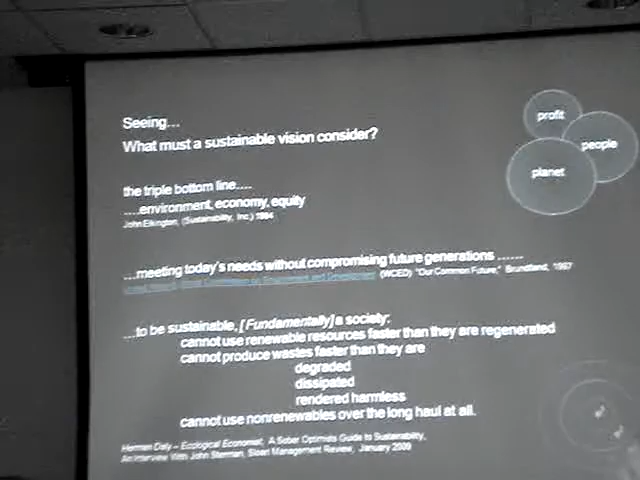 Seeing...
What must a sustainable vision consider?
profit
people
planet
the triple bottom line....
....environment, economy, equity
John Elkington, (Sustainability, Inc.) 1994
...meeting today's needs without compromising future generations ......
(WCED) "Our Common Future," Brundtland, 1987
...to be sustainable, [Fundamentally] a society:
cannot use renewable resources faster than they are regenerated
cannot produce wastes faster than they are
degraded
dissipated
rendered harmless
cannot use nonrenewables over the long haul at all.
Herman Daly – Ecological Economist, A Sober Optimists Guide to Sustainability,
An Interview With John Sterman, Sloan Management Review, January 2009